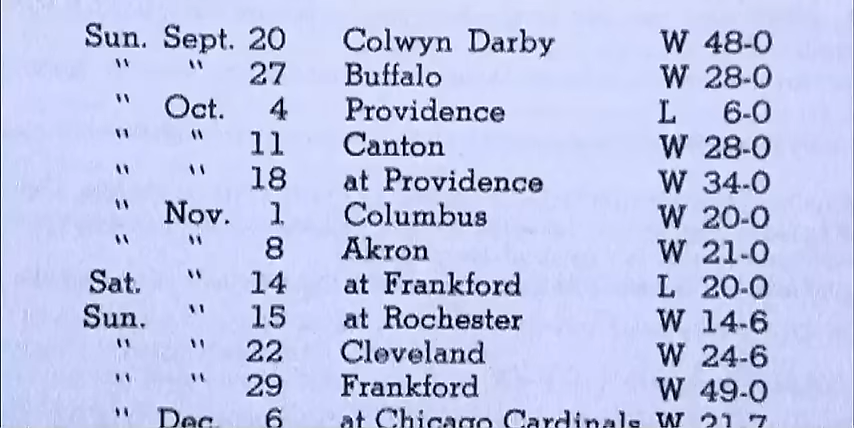 Sun. Sept. 20 Colwyn Darby W 48-0
" " 27 Buffalo W 28-0
" Oct. 4 Providence L 6-0
" " 11 Canton W 28-0
" " 18 at Providence W 34-0
" Nov. 1 Columbus W 20-0
" " 8 Akron W 21-0
Sat. " 14 at Frankford L 20-0
Sun. " 15 at Rochester W 14-6
" " 22 Cleveland W 24-6
" " 29 Frankford W 49-0
" Dec. 6 at Chicago Cardinals W 21-7